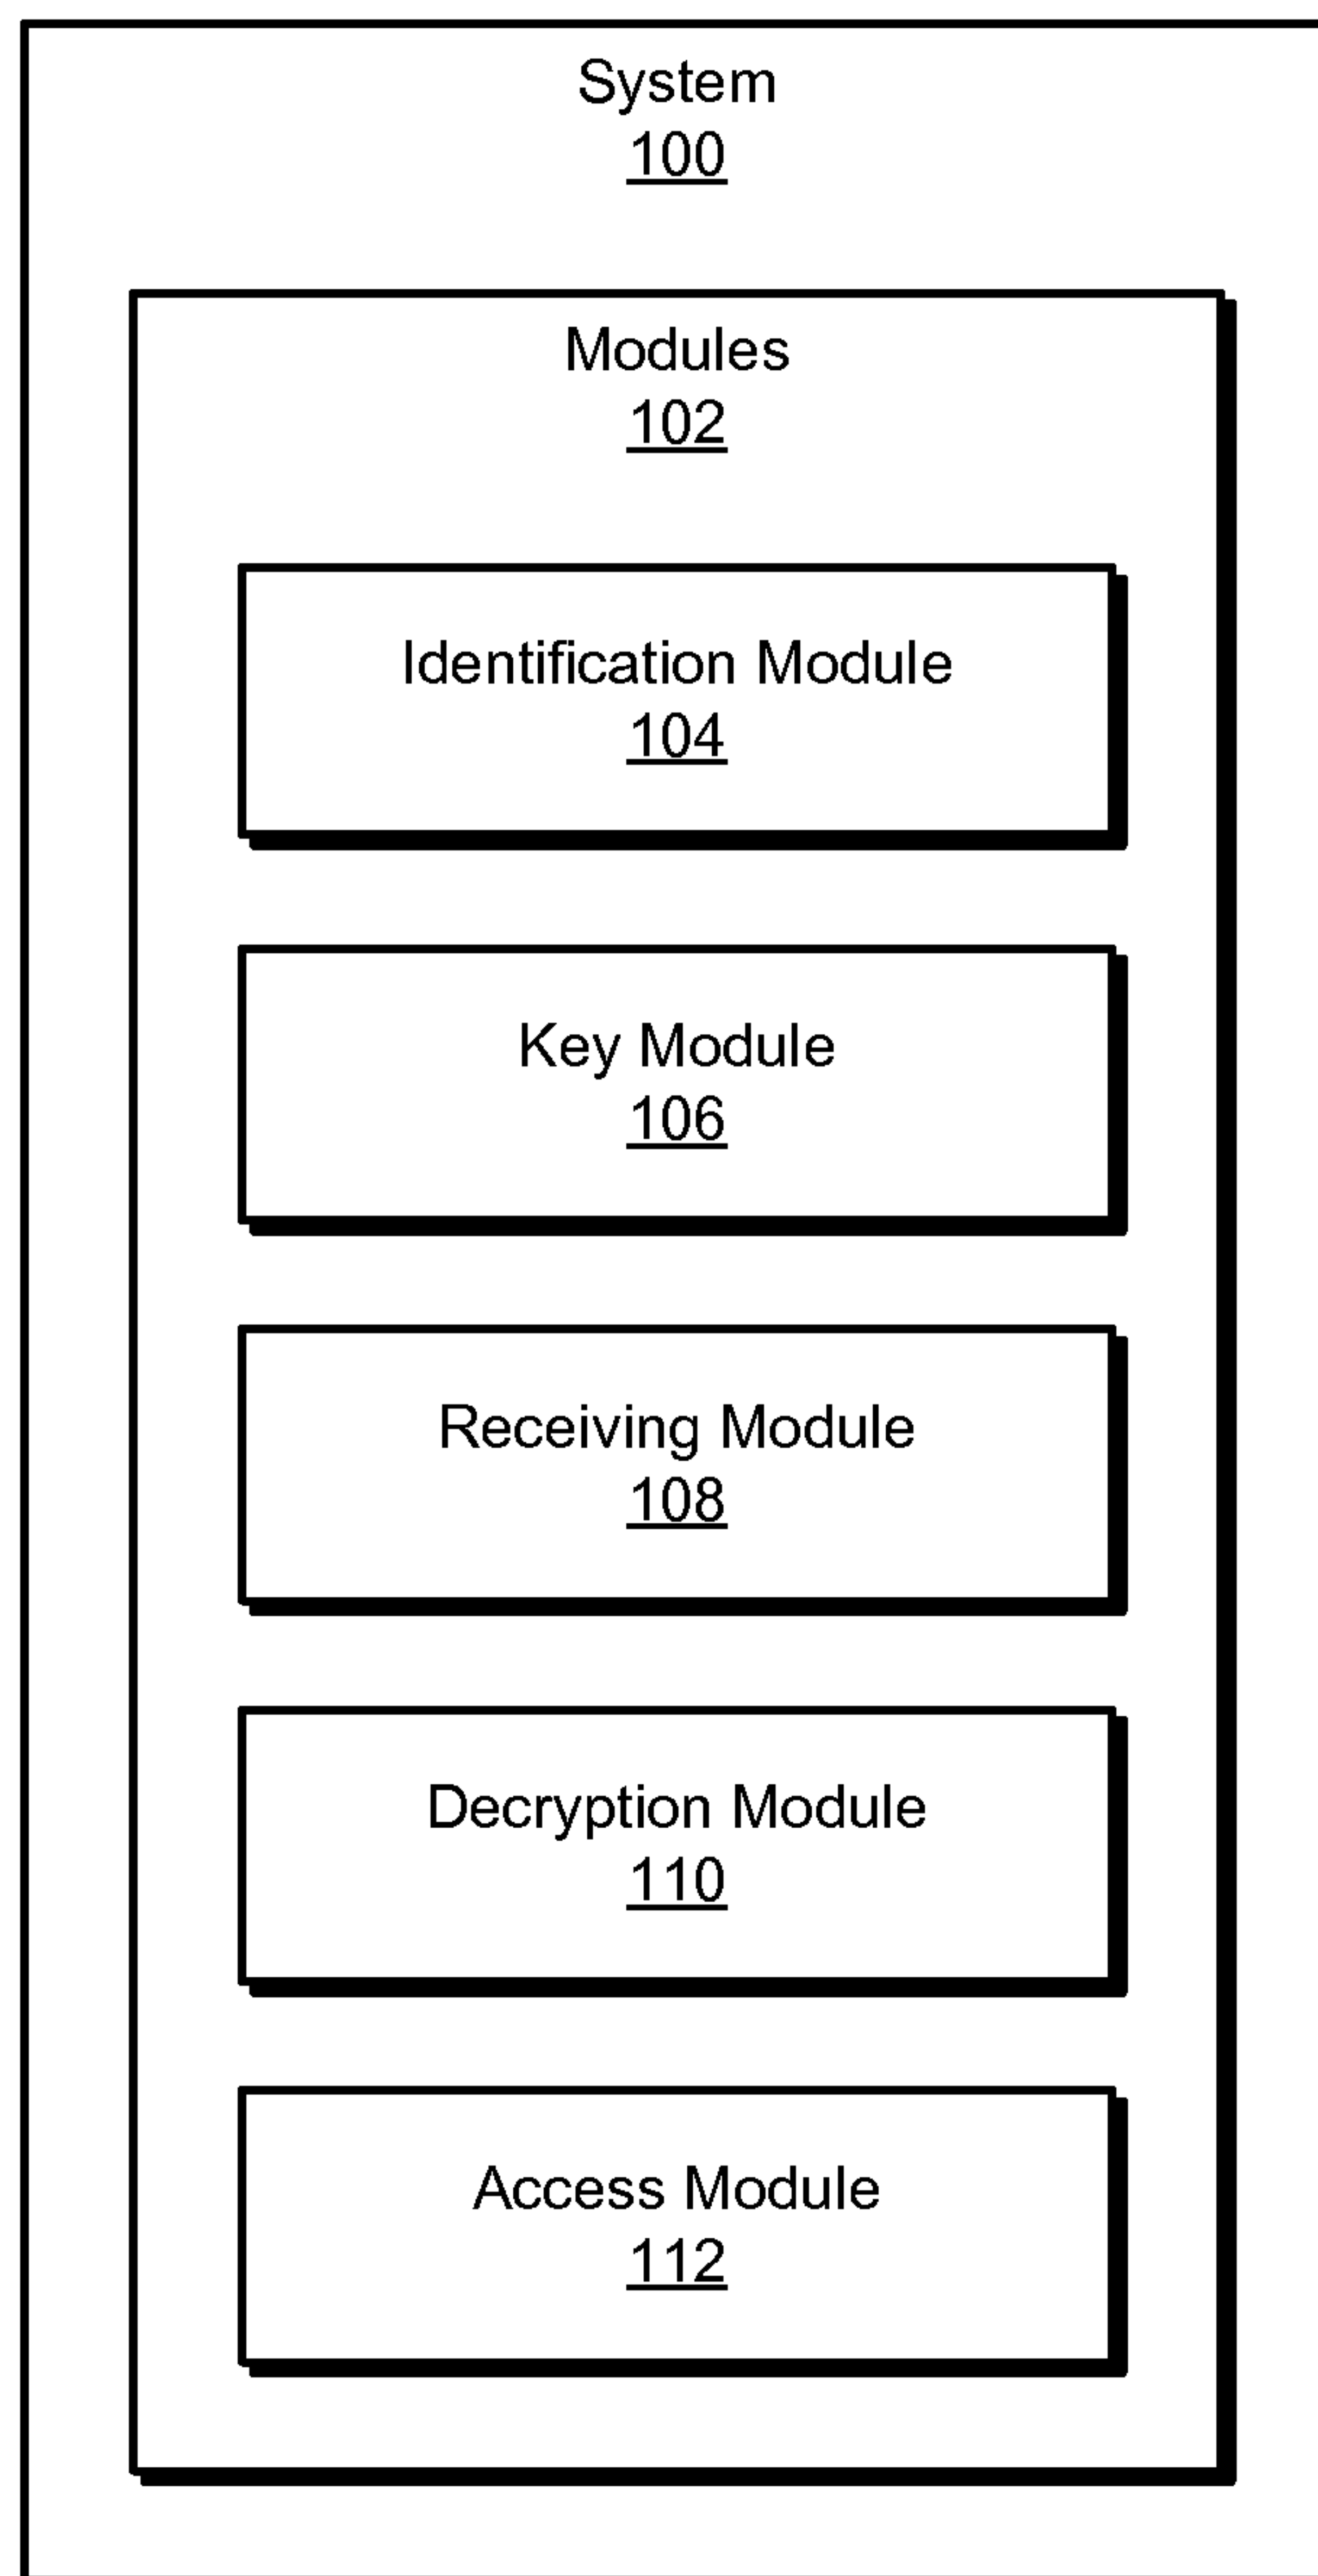 System
100
Modules
102
Identification Module
104
Key Module
106
Receiving Module
108
Decryption Module
110
Access Module
112